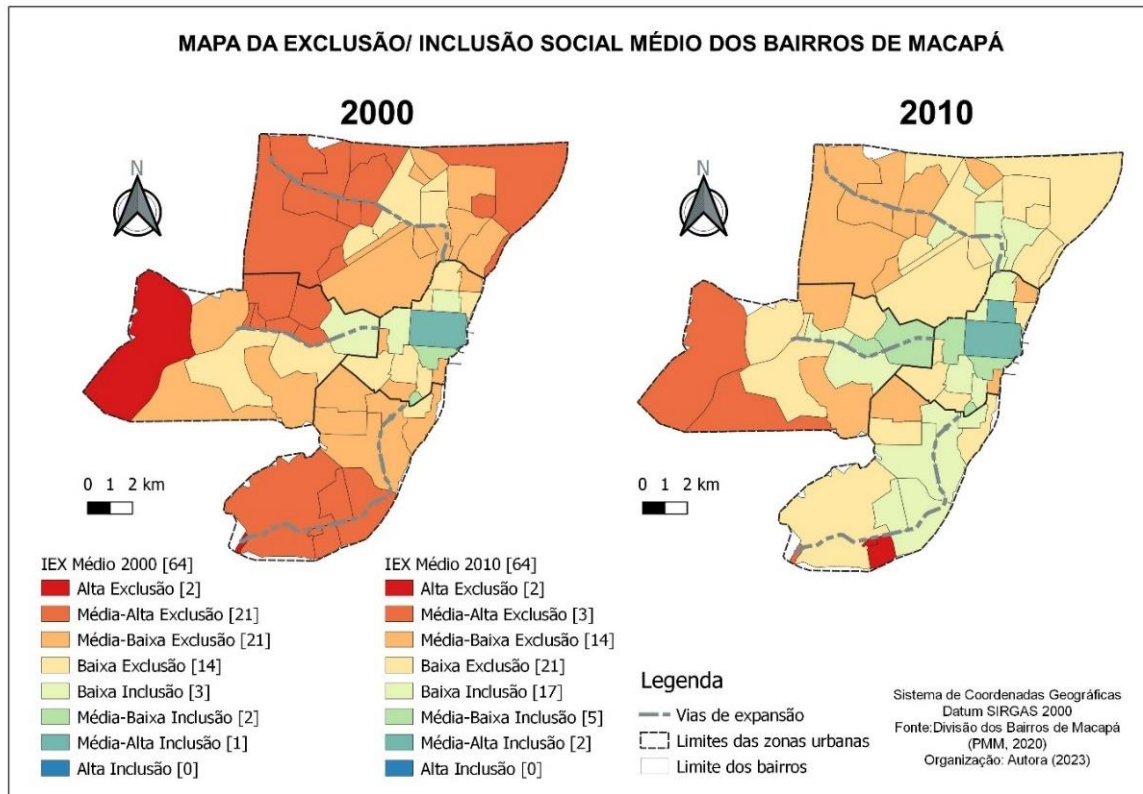 MAPA DA EXCLUSÃO/ INCLUSÃO SOCIAL MÉDIO DOS BAIRROS DE MACAPÁ
2000
2010
N
N
0 1 2 km
0 1 2 km
IEX Médio 2000 [64]
Alta Exclusão [2]
Média-Alta Exclusão [21]
Média-Baixa Exclusão [21]
Baixa Exclusão [14]
Baixa Inclusão [3]
Média-Baixa Inclusão [2]
Média-Alta Inclusão [1]
Alta Inclusão [0]
IEX Médio 2010 [64]
Alta Exclusão [2]
Média-Alta Exclusão [3]
Média-Baixa Exclusão [14]
Baixa Exclusão [21]
Baixa Inclusão [17]
Média-Baixa Inclusão [5]
Média-Alta Inclusão [2]
Alta Inclusão [0]
Legenda
Vias de expansão
Limites das zonas urbanas
Limite dos bairros
Sistema de Coordenadas Geográficas
Datum SIRGAS 2000
Fonte:Divisão dos Bairros de Macapá
(PMM, 2020)
Organização: Autora (2023)